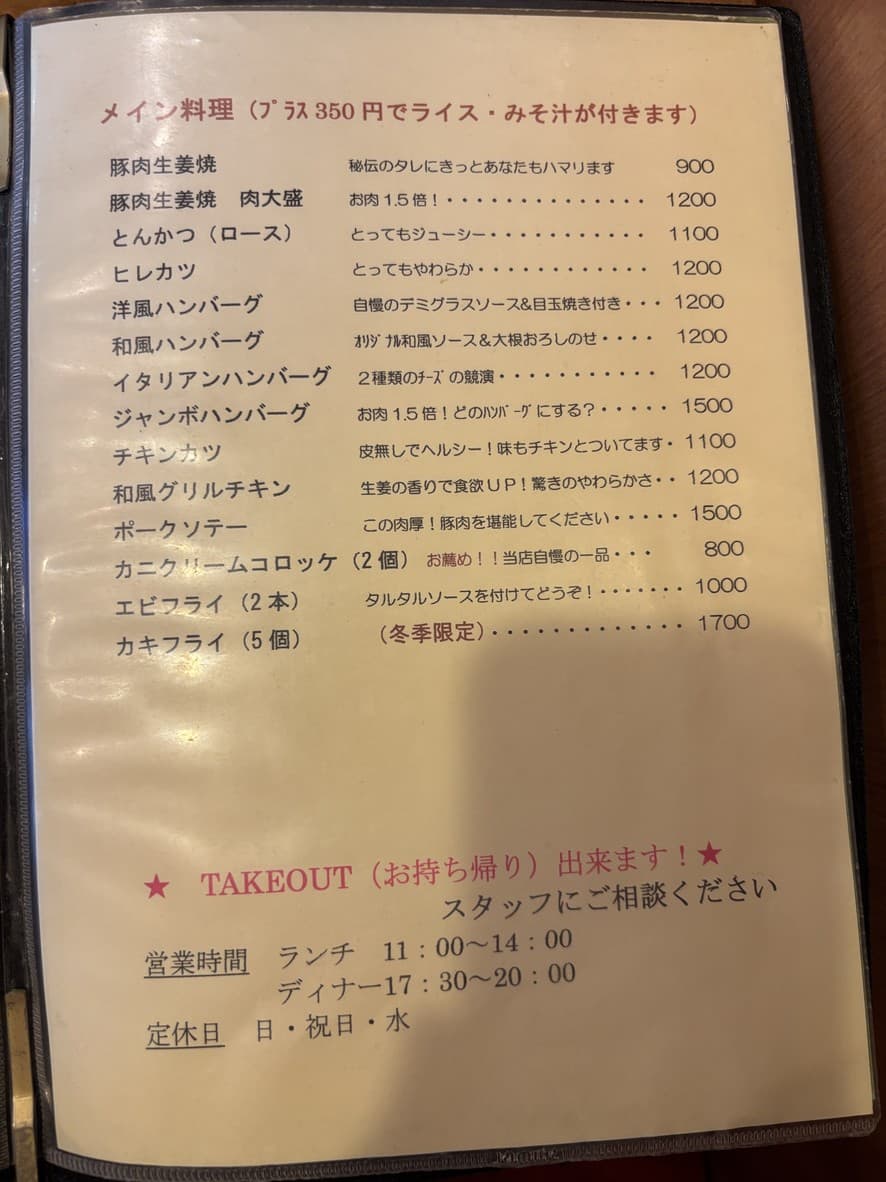 メイン料理（ﾌﾟﾗｽ350円でライス・みそ汁が付きます）
豚肉生姜焼 秘伝のタレにきっとあなたもハマリます 900
豚肉生姜焼　肉大盛 お肉1.5倍！・・・・・・・・・・・・・・ 1200
とんかつ（ロース） とってもジューシー・・・・・・・・・・・ 1100
ヒレカツ とってもやわらか・・・・・・・・・・・・ 1200
洋風ハンバーグ 自慢のデミグラスソース&目玉焼き付き・・・ 1200
和風ハンバーグ ｵﾘｼﾞﾅﾙ和風ソース＆大根おろしのせ・・・・ 1200
イタリアンハンバーグ ２種類のﾁｰｽﾞの競演・・・・・・・・・・・ 1200
ジャンボハンバーグ お肉1.5倍！どのﾊﾝﾊﾞｰｸﾞにする？・・・・・ 1500
チキンカツ 皮無しでヘルシー！味もチキンとついてます・ 1100
和風グリルチキン 生姜の香りで食欲ＵＰ！驚きのやわらかさ・・ 1200
ポークソテー この肉厚！豚肉を堪能してください・・・・・ 1500
カニクリームコロッケ（2個） お薦め！！当店自慢の一品・・・ 800
エビフライ（2本） タルタルソースを付けてどうぞ！・・・・・・・ 1000
カキフライ（5個） （冬季限定）・・・・・・・・・・・・・ 1700
★　TAKEOUT（お持ち帰り）出来ます！★
スタッフにご相談ください
営業時間　ランチ　11：00～14：00
ディナー17：30～20：00
定休日　日・祝日・水